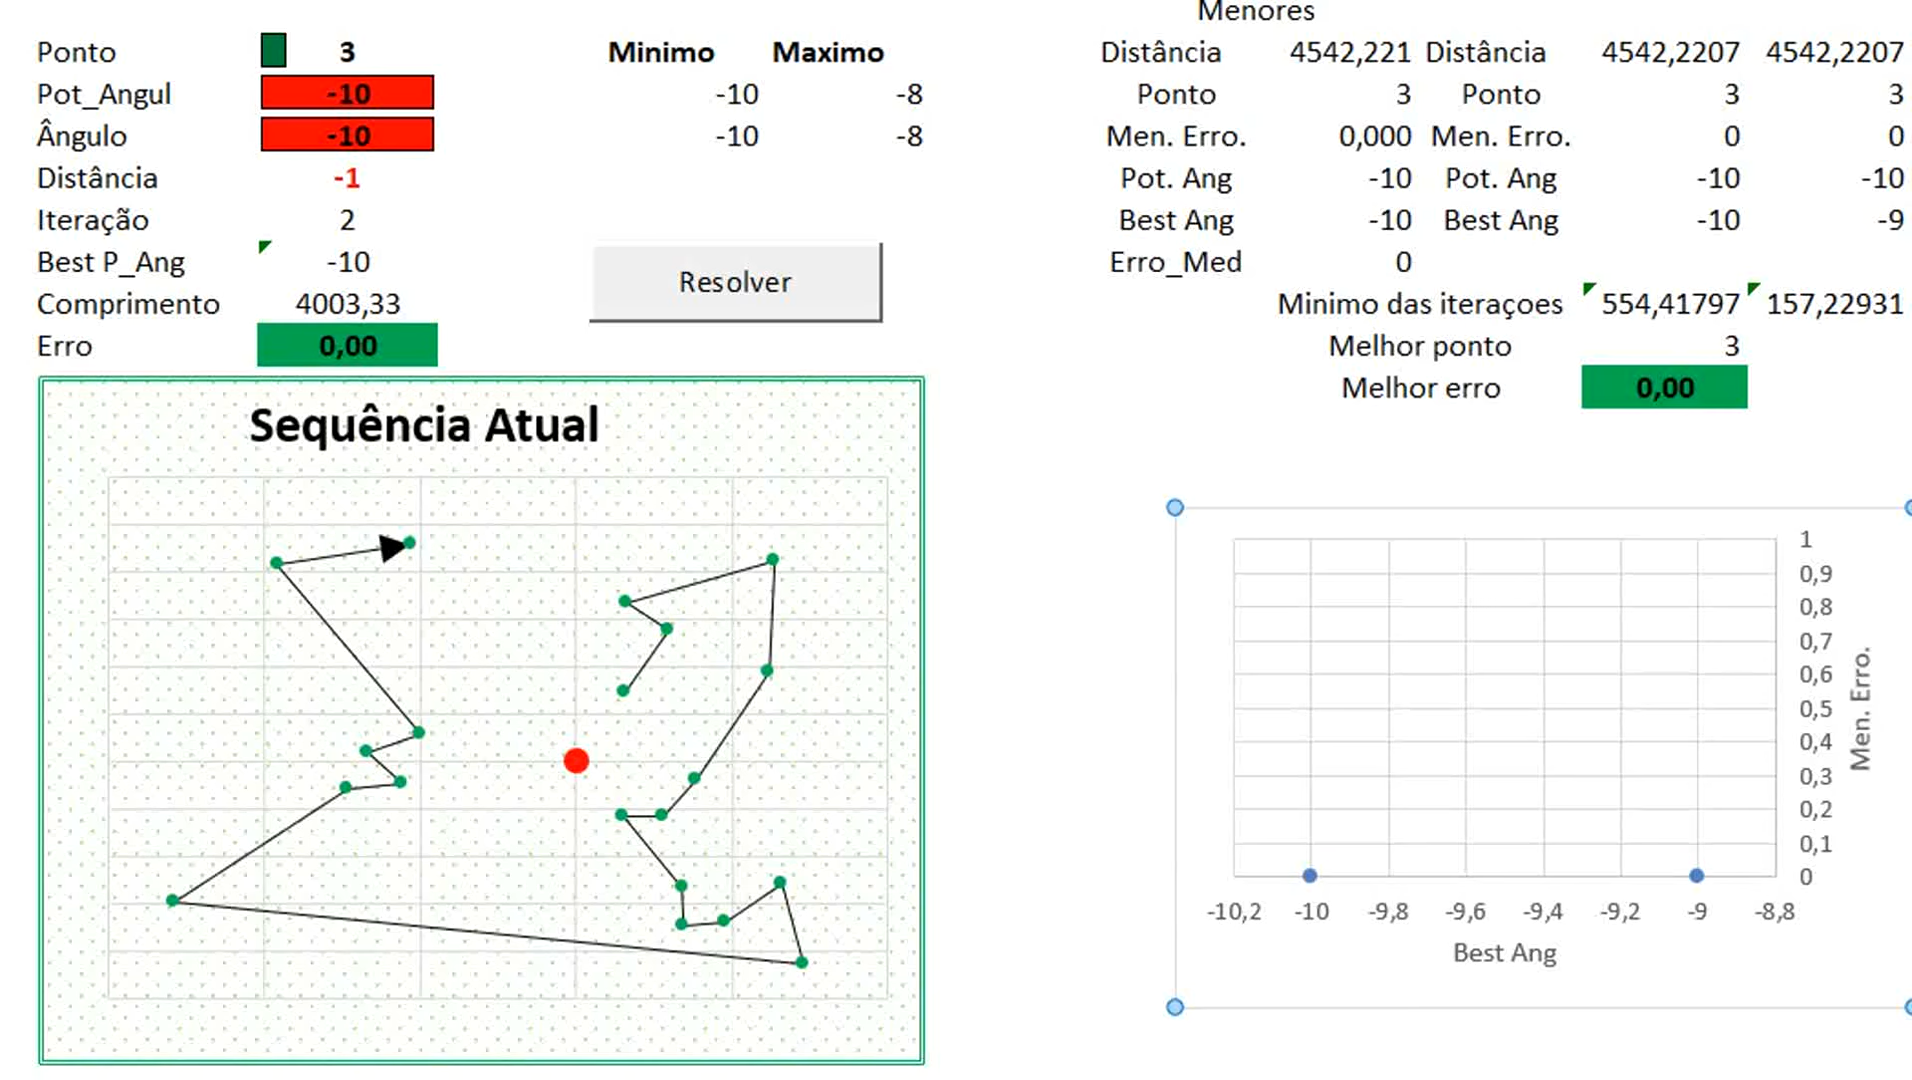 Menores
Ponto 3 Minimo Maximo Distância 4542,221 Distância 4542,2207 4542,2207
Pot_Angul -10 -10 -8 Ponto 3 Ponto 3 3
Ângulo -10 -10 -8 Men. Erro. 0,000 Men. Erro. 0 0
Distância -1 Pot. Ang -10 Pot. Ang -10 -10
Iteração 2 Best Ang -10 Best Ang -10 -9
Best P_Ang -10 Resolver Erro_Med 0
Comprimento 4003,33 Minimo das iteraçoes 554,41797 157,22931
Erro 0,00 Melhor ponto 3
Melhor erro 0,00
Sequência Atual
1
0,9
0,8
0,7
0,6
0,5
0,4
0,3
0,2
0,1
0
Men. Erro.
-10,2 -10 -9,8 -9,6 -9,4 -9,2 -9 -8,8
Best Ang